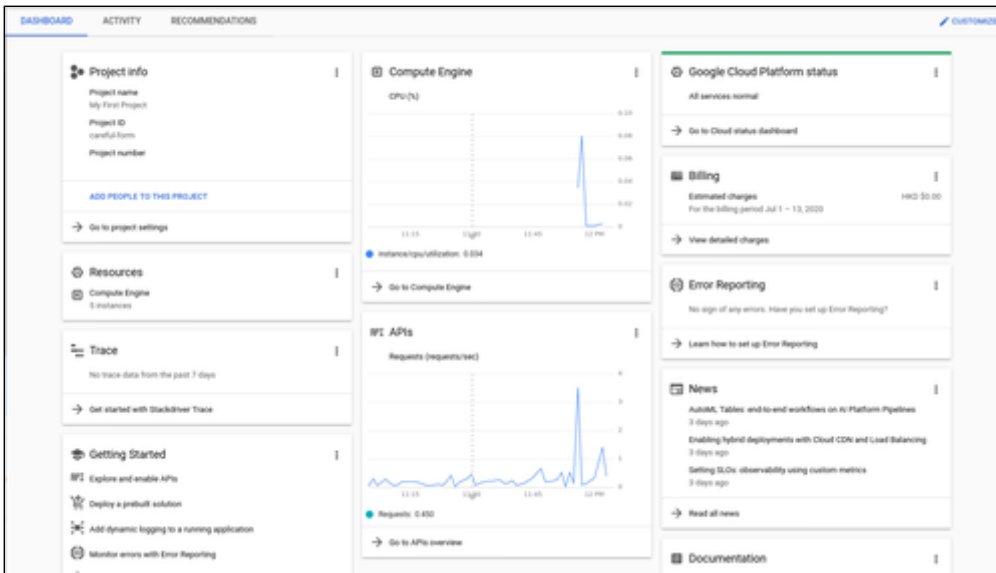 DASHBOARD
ACTIVITY
RECOMMENDATIONS
CUSTOMIZE
Project info
Project name
My First Project
Project ID
careful-form
Project number
ADD PEOPLE TO THIS PROJECT
Go to project settings
Resources
Compute Engine
5 instances
Trace
No trace data from the past 7 days
Get started with Stackdriver Trace
Getting Started
API Explore and enable APIs
Deploy a prebuilt solution
Add dynamic logging to a running application
Monitor errors with Error Reporting
Compute Engine
CPU (%)
0.10
0.08
0.06
0.04
0.02
0
11:15
11:30
11:45
12 PM
instance/cpu/utilization: 0.034
Go to Compute Engine
API APIs
Requests (requests/sec)
4
3
2
1
0
11:15
11:30
11:45
12 PM
Requests: 0.450
Go to APIs overview
Google Cloud Platform status
All services normal
Go to Cloud status dashboard
Billing
Estimated charges HKD $0.00
For the billing period Jul 1 – 13, 2020
View detailed charges
Error Reporting
No sign of any errors. Have you set up Error Reporting?
Learn how to set up Error Reporting
News
AutoML Tables: end-to-end workflows on AI Platform Pipelines
3 days ago
Enabling hybrid deployments with Cloud CDN and Load Balancing
3 days ago
Setting SLOs: observability using custom metrics
3 days ago
Read all news
Documentation